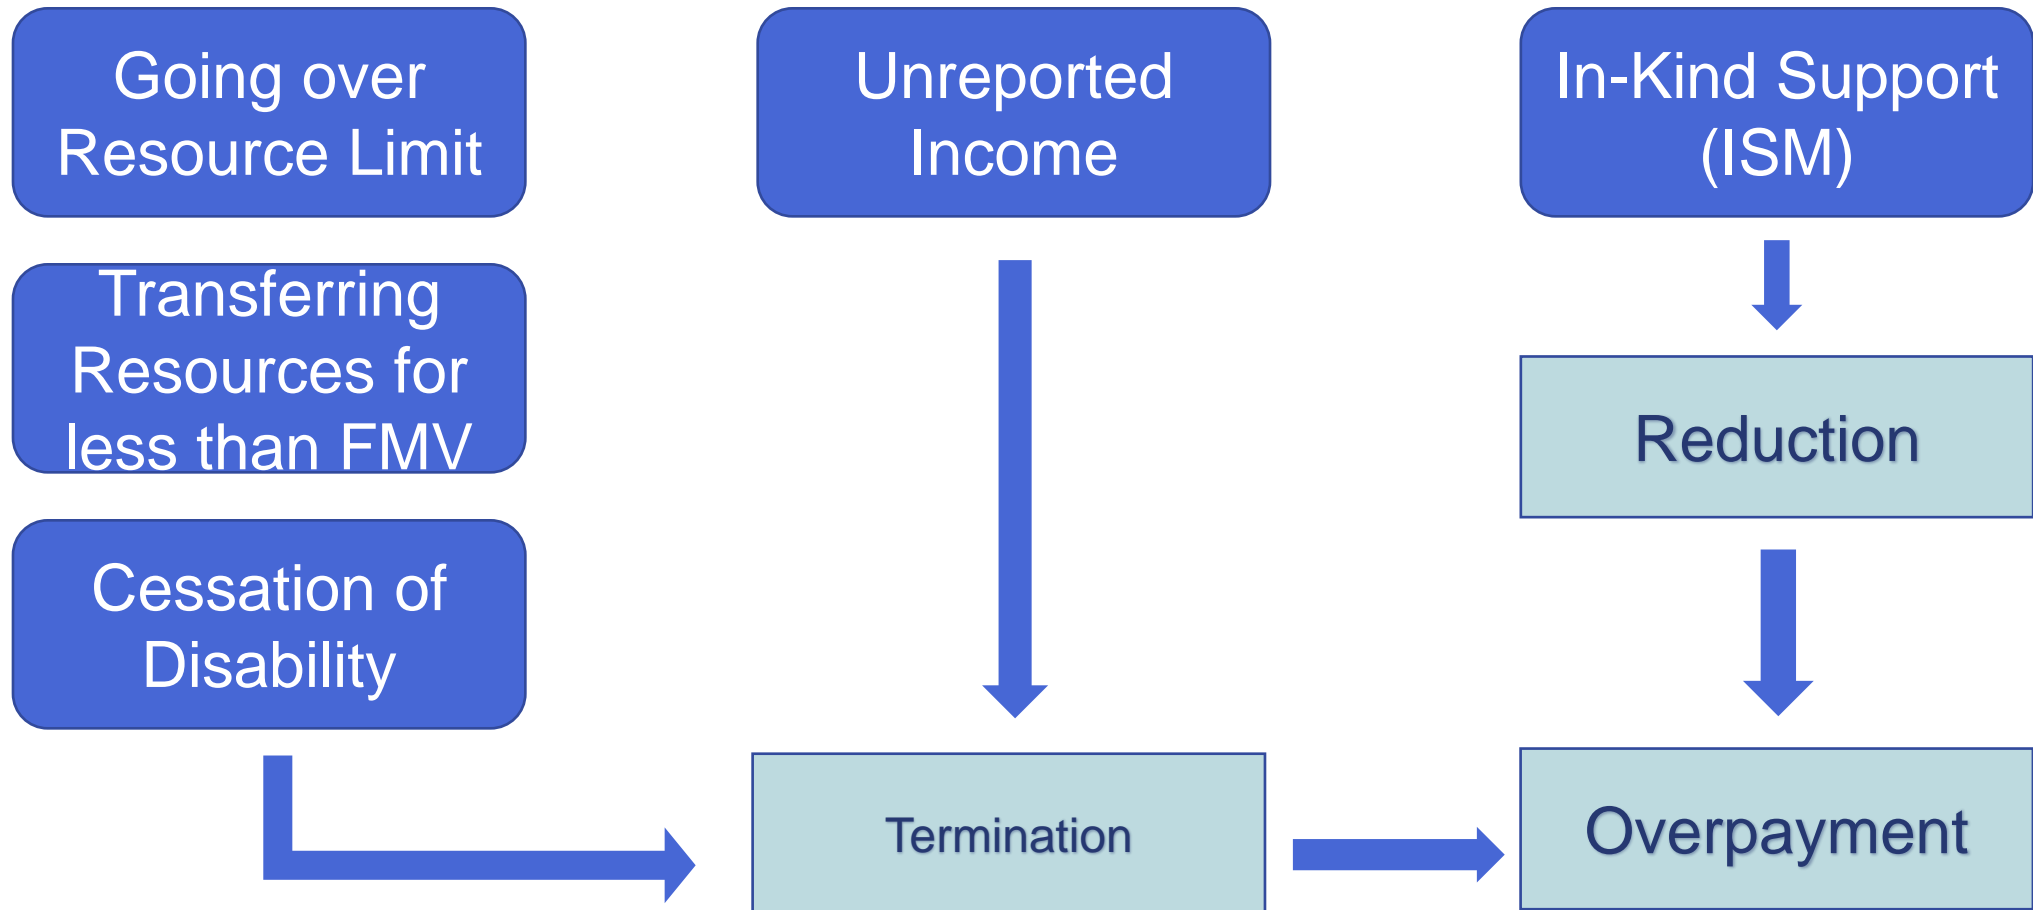 Going over
Resource Limit
Transferring
Resources for
less than FMV
Cessation of
Disability
Unreported
Income
Termination
In-Kind Support
(ISM)
Reduction
Overpayment